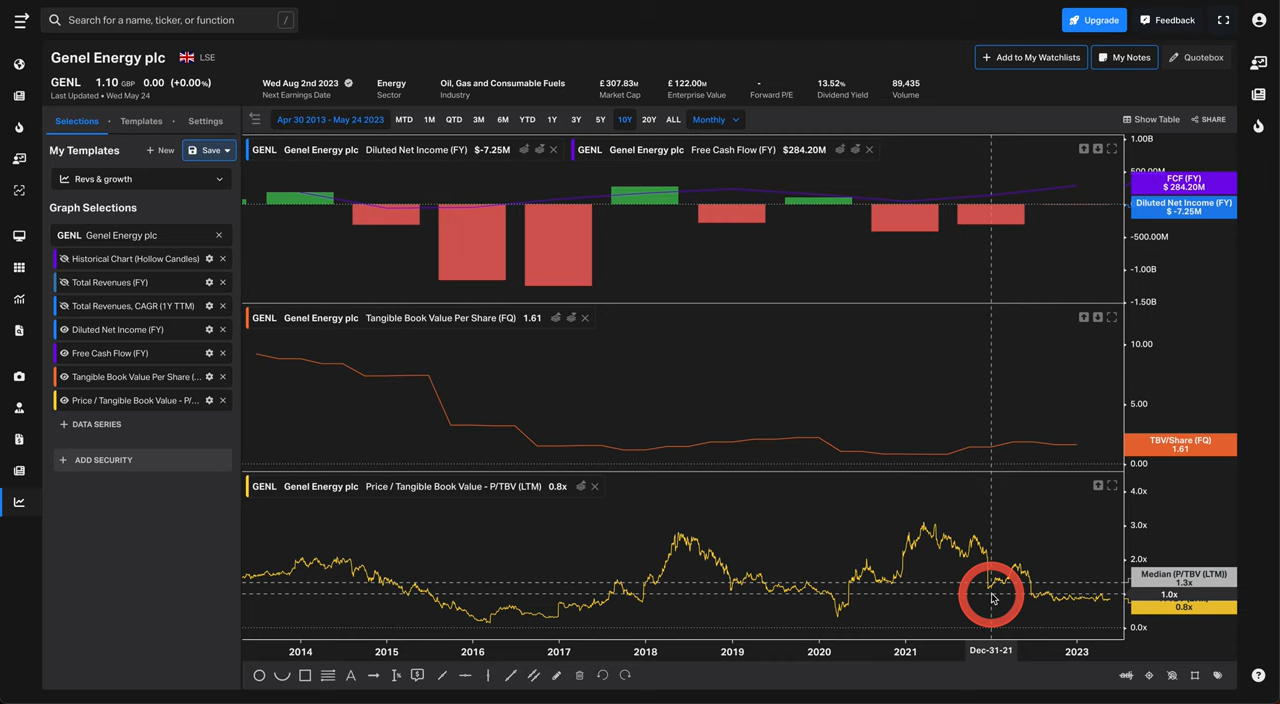 Search for a name, ticker, or function /
Upgrade
Feedback
Genel Energy plc LSE
Add to My Watchlists
My Notes
Quotebox
GENL 1.10 GBP 0.00 (+0.00%)
Last Updated • Wed May 24
Wed Aug 2nd 2023
Next Earnings Date
Energy
Sector
Oil, Gas and Consumable Fuels
Industry
£ 307.83M
Market Cap
£ 122.00M
Enterprise Value
-
Forward P/E
13.52%
Dividend Yield
89,435
Volume
Selections • Templates • Settings
Apr 30 2013 - May 24 2023 MTD 1M QTD 3M 6M YTD 1Y 3Y 5Y 10Y 20Y ALL Monthly
Show Table SHARE
My Templates + New Save
Revs & growth
Graph Selections
GENL Genel Energy plc
Historical Chart (Hollow Candles)
Total Revenues (FY)
Total Revenues, CAGR (1Y TTM)
Diluted Net Income (FY)
Free Cash Flow (FY)
Tangible Book Value Per Share (...
Price / Tangible Book Value - P/...
+ DATA SERIES
+ ADD SECURITY
GENL Genel Energy plc Diluted Net Income (FY) $-7.25M
GENL Genel Energy plc Free Cash Flow (FY) $284.20M
1.00B
500.00M
FCF (FY)
$ 284.20M
Diluted Net Income (FY)
$ -7.25M
-500.00M
-1.00B
-1.50B
GENL Genel Energy plc Tangible Book Value Per Share (FQ) 1.61
10.00
5.00
TBV/Share (FQ)
1.61
0.00
GENL Genel Energy plc Price / Tangible Book Value - P/TBV (LTM) 0.8x
4.0x
3.0x
2.0x
Median (P/TBV (LTM))
1.3x
1.0x
0.8x
0.0x
2014 2015 2016 2017 2018 2019 2020 2021 Dec-31-21 2023